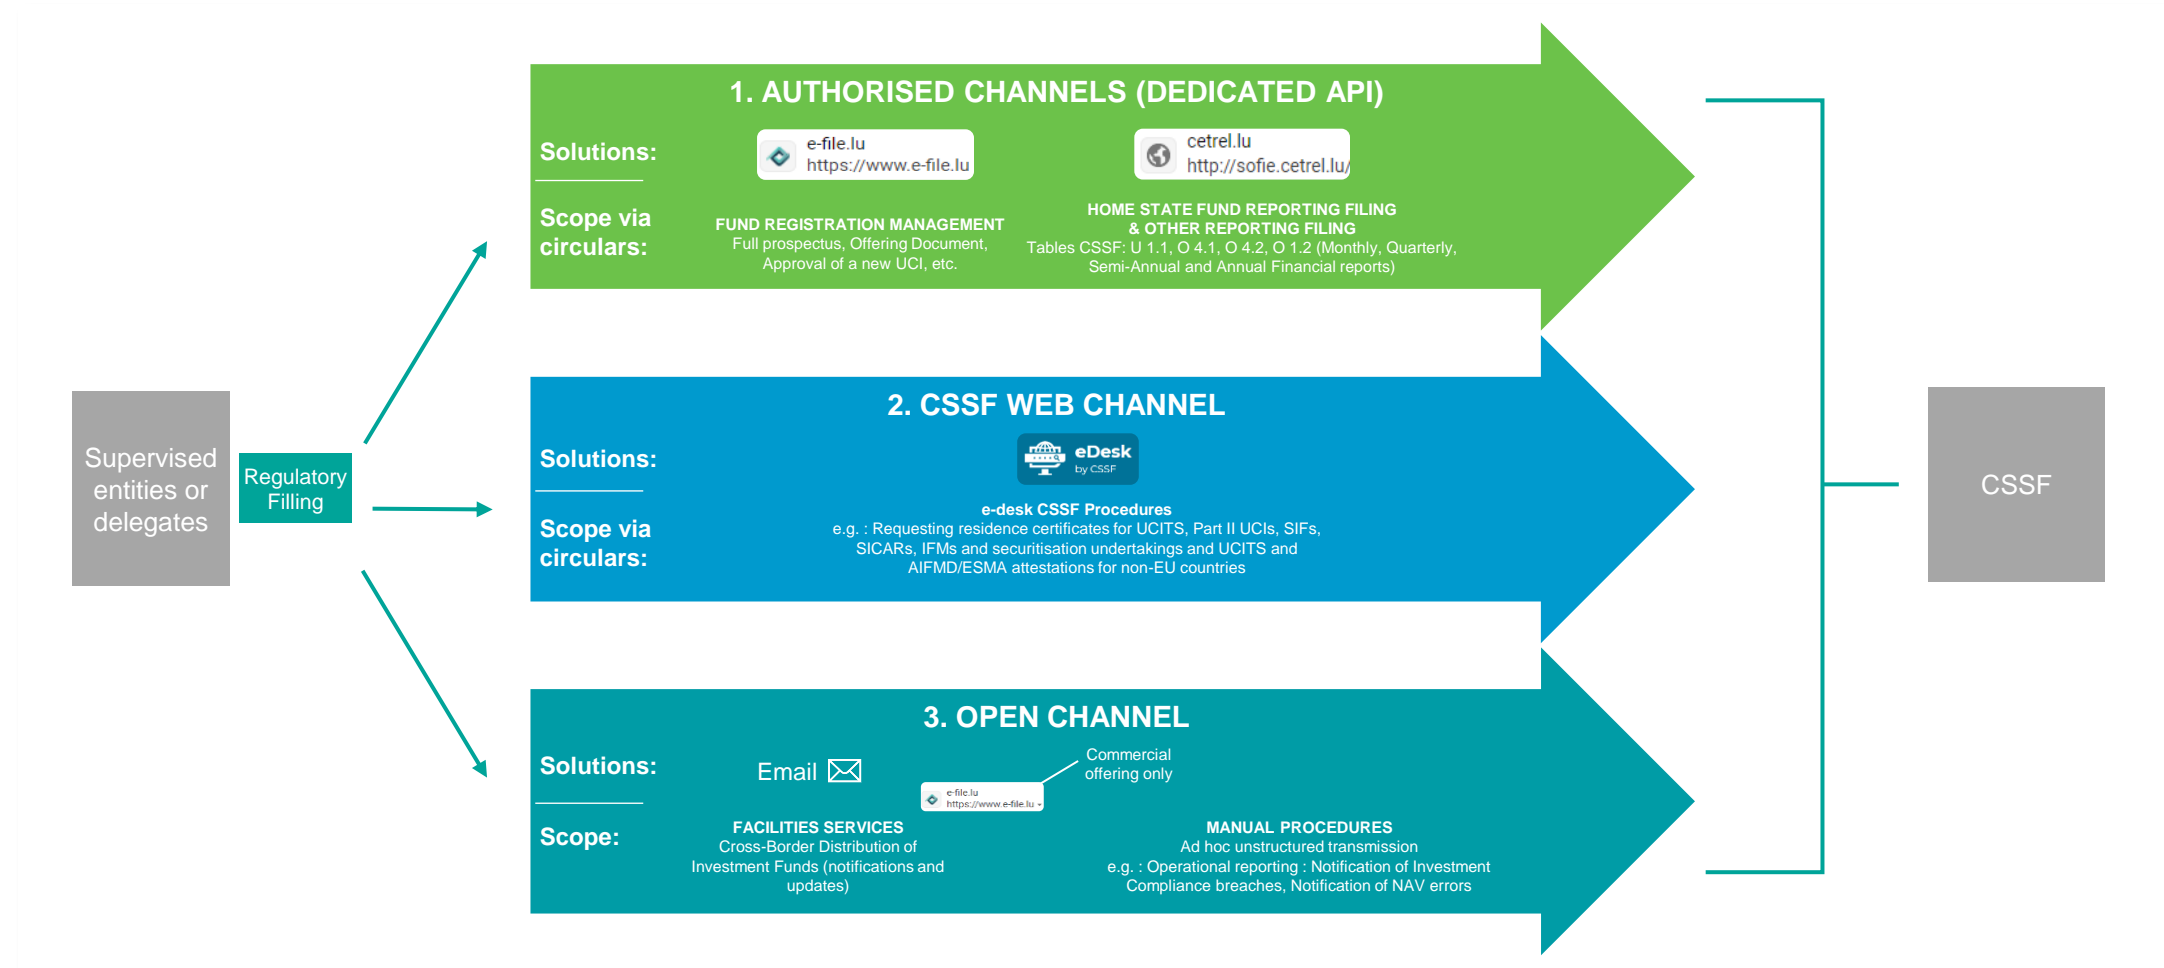 Supervised
entities or
delegates
Regulatory
Filling
1. AUTHORISED CHANNELS (DEDICATED API)
Solutions:
e-file.lu
https://www.e-file.lu
cetrel.lu
http://sofie.cetrel.lu/
Scope via
circulars:
FUND REGISTRATION MANAGEMENT
Full prospectus, Offering Document,
Approval of a new UCI, etc.
HOME STATE FUND REPORTING FILING
& OTHER REPORTING FILING
Tables CSSF: U 1.1, O 4.1, O 4.2, O 1.2 (Monthly, Quarterly,
Semi-Annual and Annual Financial reports)
2. CSSF WEB CHANNEL
Solutions:
eDesk
by CSSF
Scope via
circulars:
e-desk CSSF Procedures
e.g. : Requesting residence certificates for UCITS, Part II UCIs, SIFs,
SICARs, IFMs and securitisation undertakings and UCITS and
AIFMD/ESMA attestations for non-EU countries
3. OPEN CHANNEL
Solutions:
Email
e-file.lu
https://www.e-file.lu
Commercial
offering only
Scope:
FACILITIES SERVICES
Cross-Border Distribution of
Investment Funds (notifications and
updates)
MANUAL PROCEDURES
Ad hoc unstructured transmission
e.g. : Operational reporting : Notification of Investment
Compliance breaches, Notification of NAV errors
CSSF